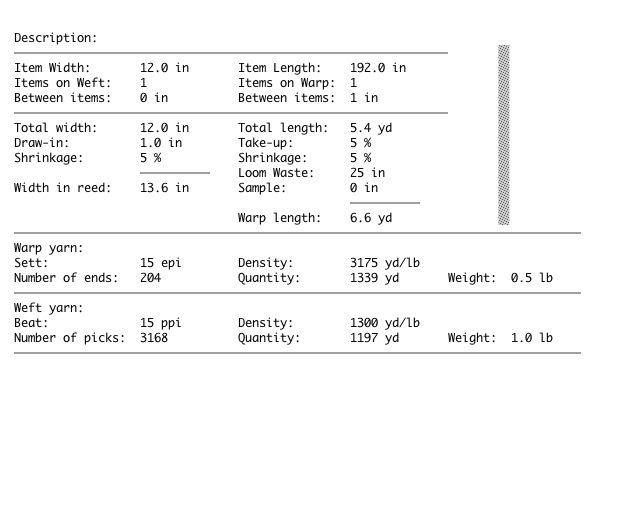 Description:
Item Width: 12.0 in Item Length: 192.0 in
Items on Weft: 1 Items on Warp: 1
Between items: 0 in Between items: 1 in
Total width: 12.0 in Total length: 5.4 yd
Draw-in: 1.0 in Take-up: 5 %
Shrinkage: 5 % Shrinkage: 5 %
Loom Waste: 25 in
Width in reed: 13.6 in Sample: 0 in
Warp length: 6.6 yd
Warp yarn:
Sett: 15 epi Density: 3175 yd/lb
Number of ends: 204 Quantity: 1339 yd Weight: 0.5 lb
Weft yarn:
Beat: 15 ppi Density: 1300 yd/lb
Number of picks: 3168 Quantity: 1197 yd Weight: 1.0 lb